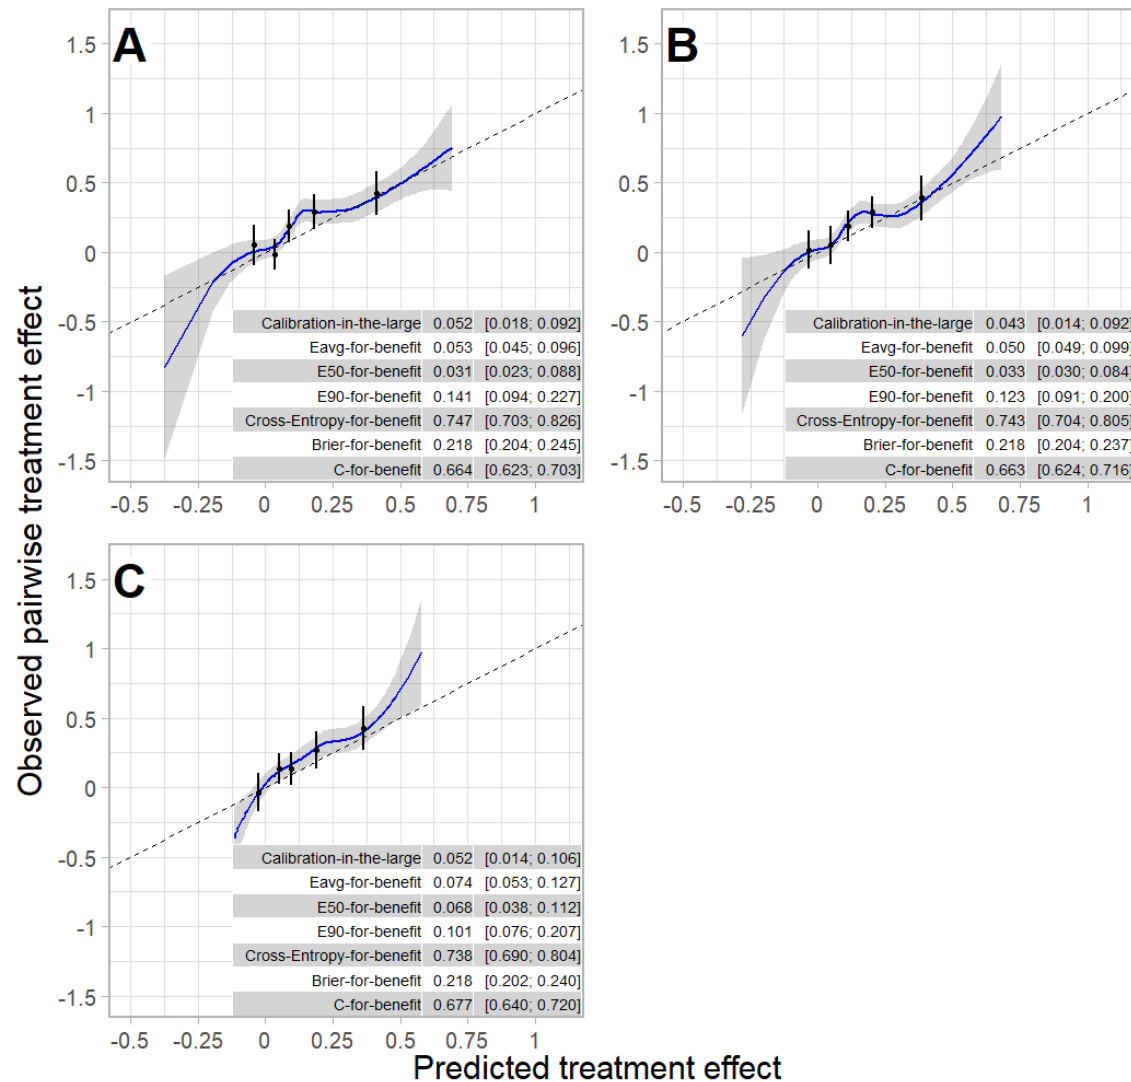 Observed pairwise treatment effect
A
1.5
1
0.5
0
-0.5
-1
-1.5
Calibration-in-the-large 0.052 [0.018; 0.092]
Eavg-for-benefit 0.053 [0.045; 0.096]
E50-for-benefit 0.031 [0.023; 0.088]
E90-for-benefit 0.141 [0.094; 0.227]
Cross-Entropy-for-benefit 0.747 [0.703; 0.826]
Brier-for-benefit 0.218 [0.204; 0.245]
C-for-benefit 0.664 [0.623; 0.703]
-0.5 -0.25 0 0.25 0.5 0.75 1
B
1.5
1
0.5
0
-0.5
-1
-1.5
Calibration-in-the-large 0.043 [0.014; 0.092]
Eavg-for-benefit 0.050 [0.049; 0.099]
E50-for-benefit 0.033 [0.030; 0.084]
E90-for-benefit 0.123 [0.091; 0.200]
Cross-Entropy-for-benefit 0.743 [0.704; 0.805]
Brier-for-benefit 0.218 [0.204; 0.237]
C-for-benefit 0.663 [0.624; 0.716]
-0.5 -0.25 0 0.25 0.5 0.75 1
C
1.5
1
0.5
0
-0.5
-1
-1.5
Calibration-in-the-large 0.052 [0.014; 0.106]
Eavg-for-benefit 0.074 [0.053; 0.127]
E50-for-benefit 0.068 [0.038; 0.112]
E90-for-benefit 0.101 [0.076; 0.207]
Cross-Entropy-for-benefit 0.738 [0.690; 0.804]
Brier-for-benefit 0.218 [0.202; 0.240]
C-for-benefit 0.677 [0.640; 0.720]
-0.5 -0.25 0 0.25 0.5 0.75 1
Predicted treatment effect